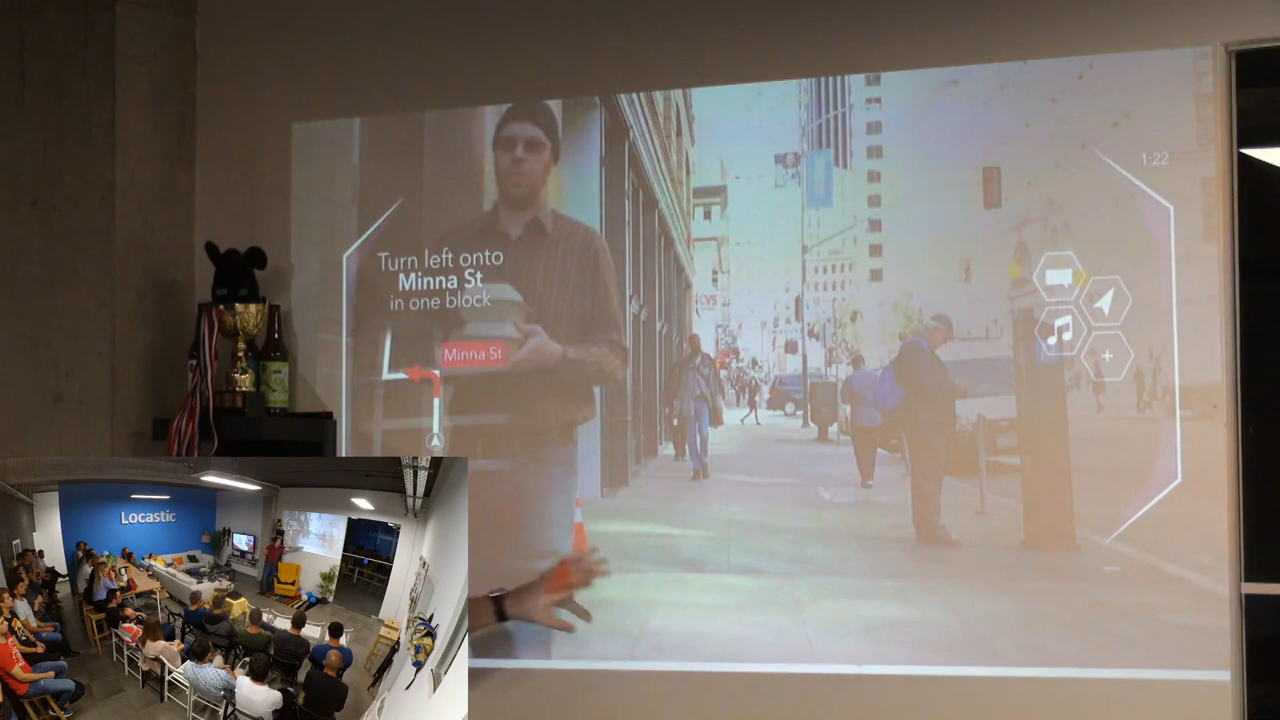 1:22
Turn left onto
Minna St
in one block
Minna St
CVS
Locastic